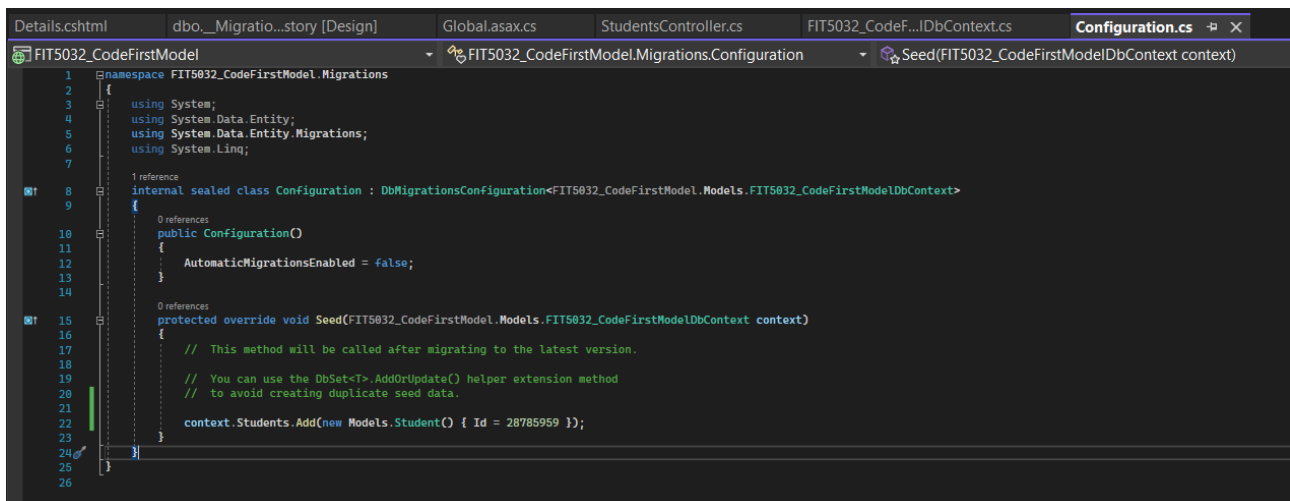 Details.cshtml dbo.__Migratio...story [Design] Global.asax.cs StudentsController.cs FIT5032_CodeF...lDbContext.cs Configuration.cs
FIT5032_CodeFirstModel FIT5032_CodeFirstModel.Migrations.Configuration Seed(FIT5032_CodeFirstModelDbContext context)
1 namespace FIT5032_CodeFirstModel.Migrations
2 {
3 using System;
4 using System.Data.Entity;
5 using System.Data.Entity.Migrations;
6 using System.Linq;
7
1 reference
8 internal sealed class Configuration : DbMigrationsConfiguration<FIT5032_CodeFirstModel.Models.FIT5032_CodeFirstModelDbContext>
9 {
0 references
10 public Configuration()
11 {
12 AutomaticMigrationsEnabled = false;
13 }
14
0 references
15 protected override void Seed(FIT5032_CodeFirstModel.Models.FIT5032_CodeFirstModelDbContext context)
16 {
17 // This method will be called after migrating to the latest version.
18
19 // You can use the DbSet<T>.AddOrUpdate() helper extension method
20 // to avoid creating duplicate seed data.
21
22 context.Students.Add(new Models.Student() { Id = 28785959 });
23 }
24 }
25 }
26